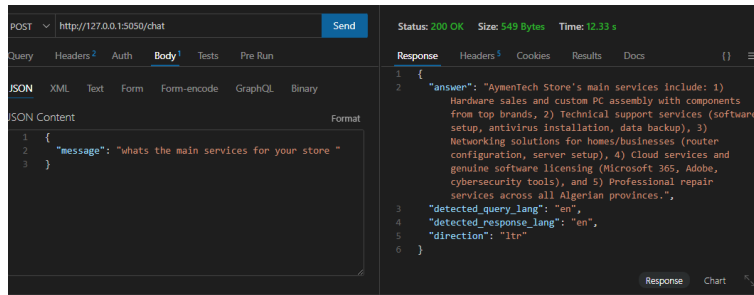 POST http://127.0.0.1:5050/chat Send
Query Headers 2 Auth Body 1 Tests Pre Run
JSON XML Text Form Form-encode GraphQL Binary
JSON Content Format
1 {
2 "message": "whats the main services for your store "
3 }
Status: 200 OK Size: 549 Bytes Time: 12.33 s
Response Headers 5 Cookies Results Docs {}
1 {
2 "answer": "AymenTech Store's main services include: 1)
Hardware sales and custom PC assembly with components
from top brands, 2) Technical support services (software
setup, antivirus installation, data backup), 3)
Networking solutions for homes/businesses (router
configuration, server setup), 4) Cloud services and
genuine software licensing (Microsoft 365, Adobe,
cybersecurity tools), and 5) Professional repair
services across all Algerian provinces.",
3 "detected_query_lang": "en",
4 "detected_response_lang": "en",
5 "direction": "ltr"
6 }
Response Chart